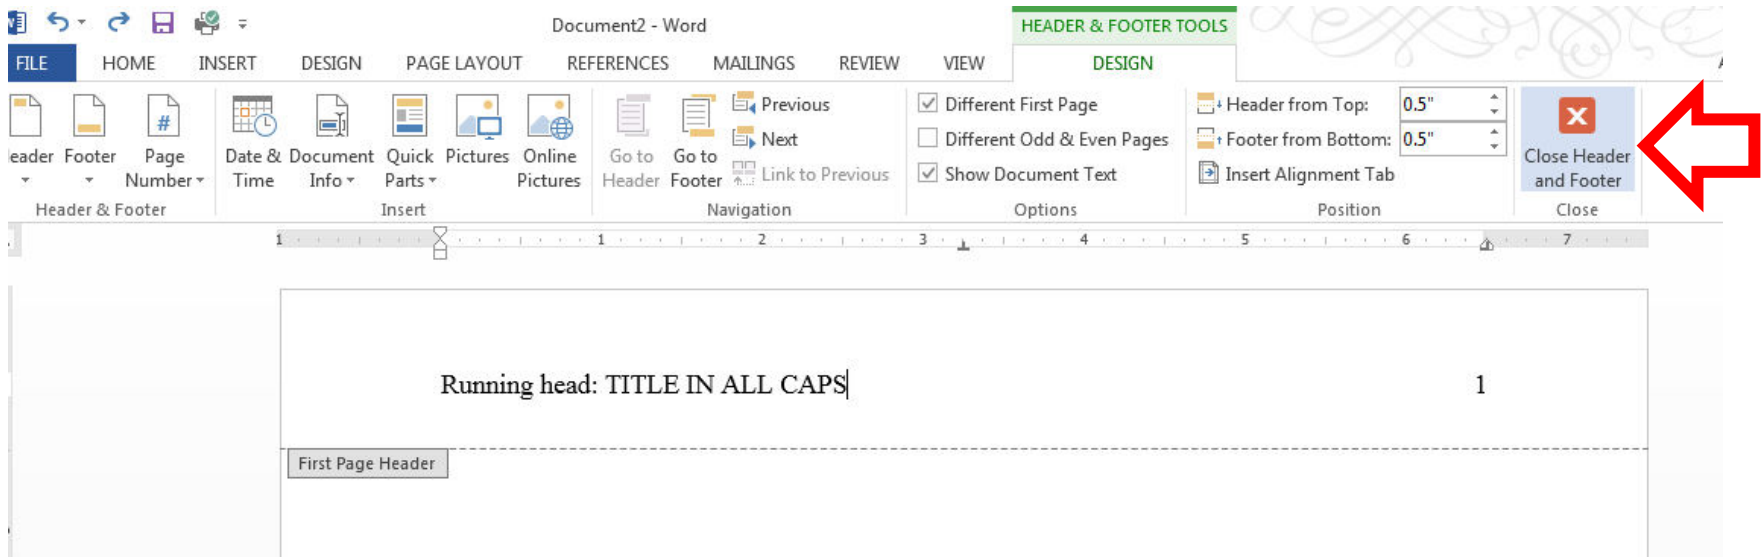 Document2 - Word
HEADER & FOOTER TOOLS
FILE HOME INSERT DESIGN PAGE LAYOUT REFERENCES MAILINGS REVIEW VIEW DESIGN
eader Footer Page Number
Date & Time Document Info Quick Parts Pictures Online Pictures
Go to Header Go to Footer
Previous
Next
Link to Previous
Different First Page
Different Odd & Even Pages
Show Document Text
Header from Top: 0.5"
Footer from Bottom: 0.5"
Insert Alignment Tab
Close Header
and Footer
Header & Footer Insert Navigation Options Position Close
1 1 2 3 4 5 6 7
Running head: TITLE IN ALL CAPS 1
First Page Header